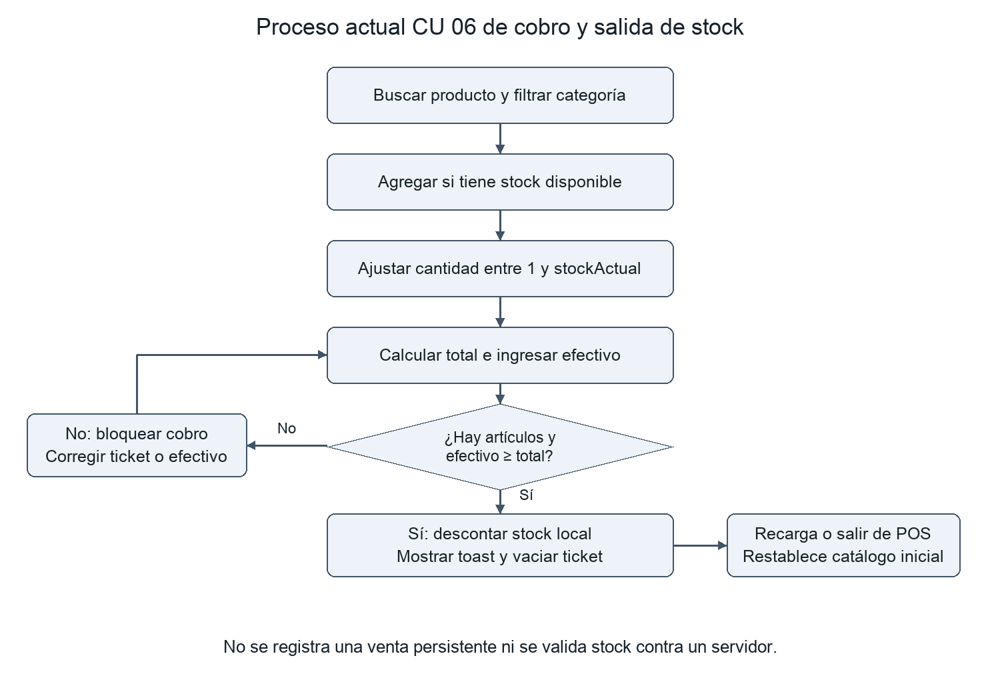 Proceso actual CU 06 de cobro y salida de stock
Buscar producto y filtrar categoría
Agregar si tiene stock disponible
Ajustar cantidad entre 1 y stockActual
Calcular total e ingresar efectivo
¿Hay artículos y
efectivo ≥ total?
No
No: bloquear cobro
Corregir ticket o efectivo
Sí
Sí: descontar stock local
Mostrar toast y vaciar ticket
Recarga o salir de POS
Restablece catálogo inicial
No se registra una venta persistente ni se valida stock contra un servidor.